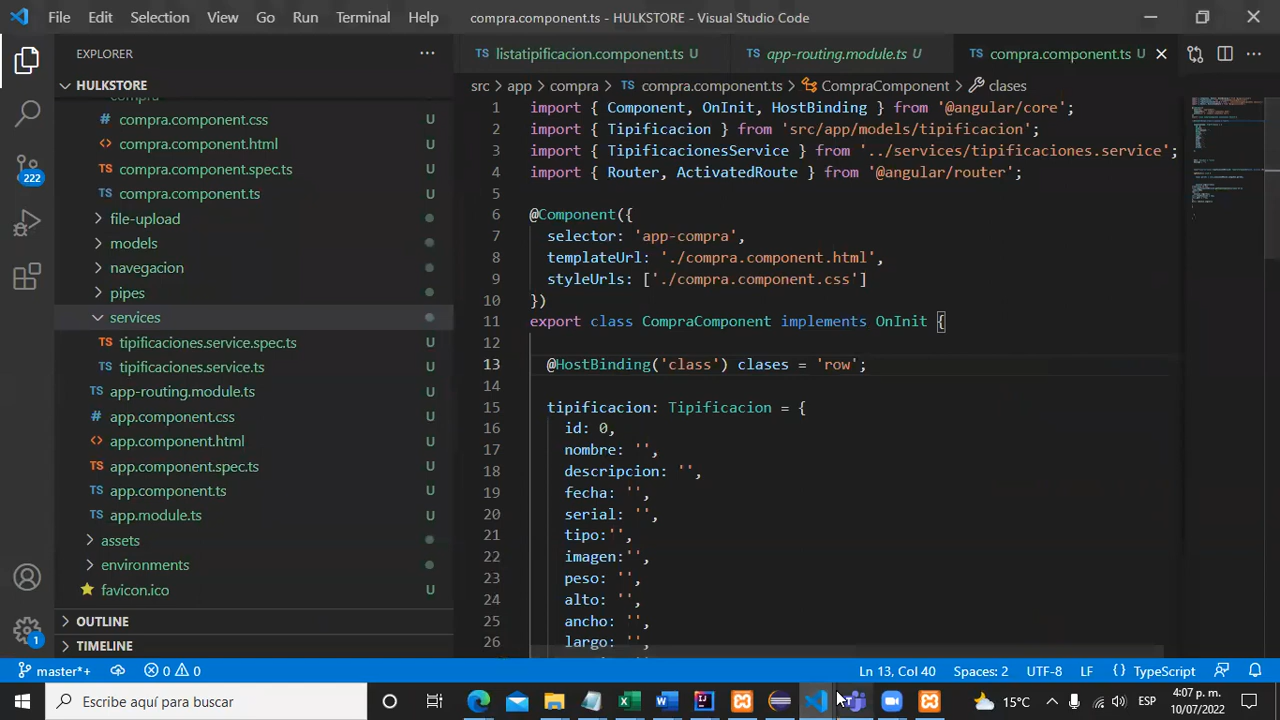 File Edit Selection View Go Run Terminal Help compra.component.ts - HULKSTORE - Visual Studio Code
EXPLORER
HULKSTORE
compra.component.css U
compra.component.html U
compra.component.spec.ts U
compra.component.ts U
file-upload
models
navegacion
pipes
services
tipificaciones.service.spec.ts U
tipificaciones.service.ts U
app-routing.module.ts U
app.component.css U
app.component.html U
app.component.spec.ts U
app.component.ts U
app.module.ts U
assets
environments
favicon.ico U
OUTLINE
TIMELINE
222
1
TS listatipificacion.component.ts U TS app-routing.module.ts U TS compra.component.ts U
src > app > compra > TS compra.component.ts > CompraComponent > clases
1 import { Component, OnInit, HostBinding } from '@angular/core';
2 import { Tipificacion } from 'src/app/models/tipificacion';
3 import { TipificacionesService } from '../services/tipificaciones.service';
4 import { Router, ActivatedRoute } from '@angular/router';
5
6 @Component({
7 selector: 'app-compra',
8 templateUrl: './compra.component.html',
9 styleUrls: ['./compra.component.css']
10 })
11 export class CompraComponent implements OnInit {
12
13 @HostBinding('class') clases = 'row';
14
15 tipificacion: Tipificacion = {
16 id: 0,
17 nombre: '',
18 descripcion: '',
19 fecha: '',
20 serial: '',
21 tipo:'',
22 imagen:'',
23 peso: '',
24 alto: '',
25 ancho: '',
26 largo: '',
master*+ 0 0 Ln 13, Col 40 Spaces: 2 UTF-8 LF {} TypeScript
Escribe aquí para buscar 15°C ESP 4:07 p. m.
10/07/2022